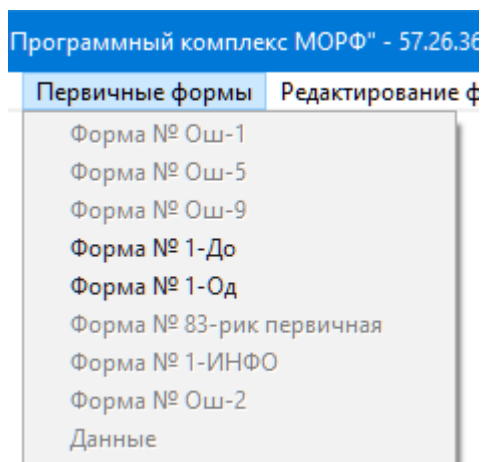 Программный комплекс МОРФ" - 57.26.36
Первичные формы Редактирование ф
Форма № Ош-1
Форма № Ош-5
Форма № Ош-9
Форма № 1-До
Форма № 1-Од
Форма № 83-рик первичная
Форма № 1-ИНФО
Форма № Ош-2
Данные